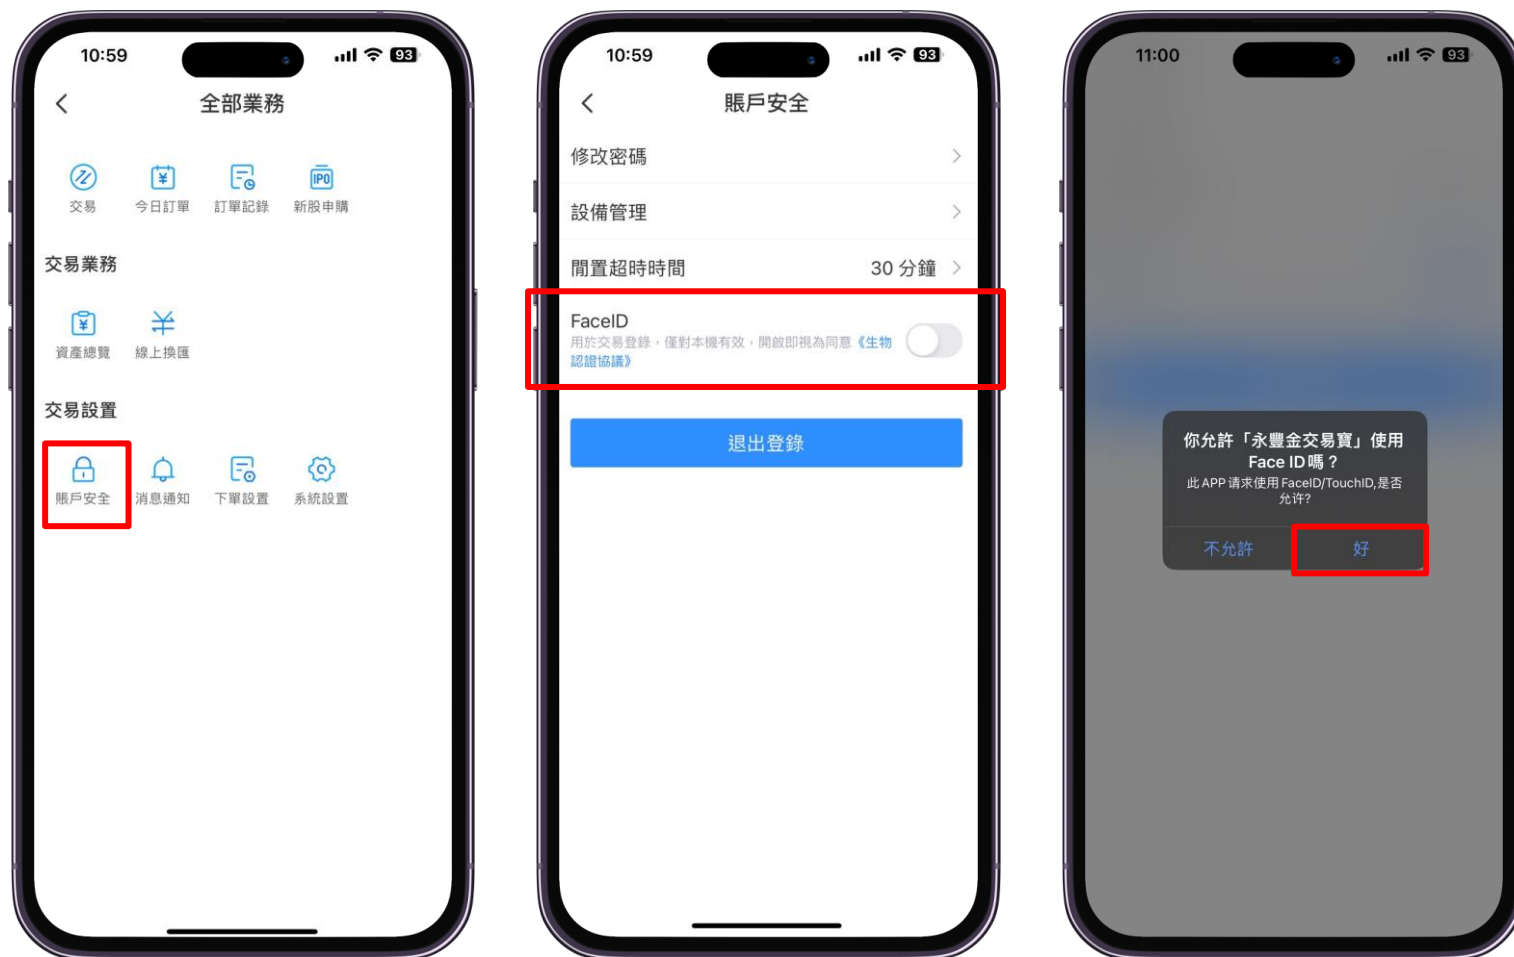 10:59
93
全部業務
交易
今日訂單
訂單記錄
IPO
新股申購
交易業務
資產總覽
線上換匯
交易設置
賬戶安全
消息通知
下單設置
系統設置
10:59
93
賬戶安全
修改密碼
設備管理
閒置超時時間
30 分鐘
FaceID
用於交易登錄，僅對本機有效，開啟即視為同意《生物
認證協議》
退出登錄
11:00
93
你允許「永豐金交易寶」使用
Face ID 嗎？
此 APP 请求使用 FaceID/TouchID,是否
允许?
不允許
好